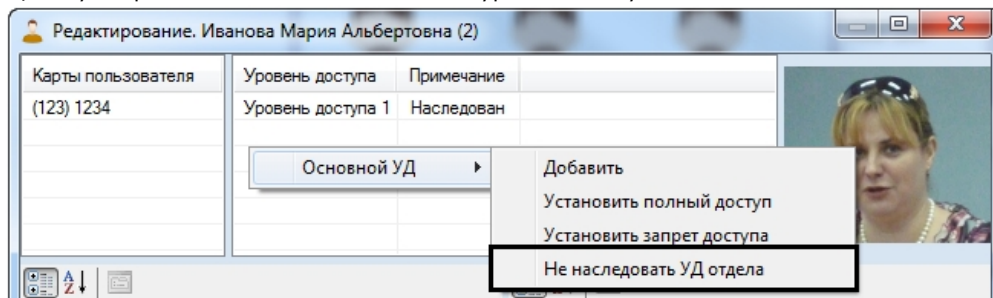 Редактирование. Иванова Мария Альбертовна (2)
Карты пользователя Уровень доступа Примечание
(123) 1234 Уровень доступа 1 Наследован
Основной УД Добавить
Установить полный доступ
Установить запрет доступа
Не наследовать УД отдела